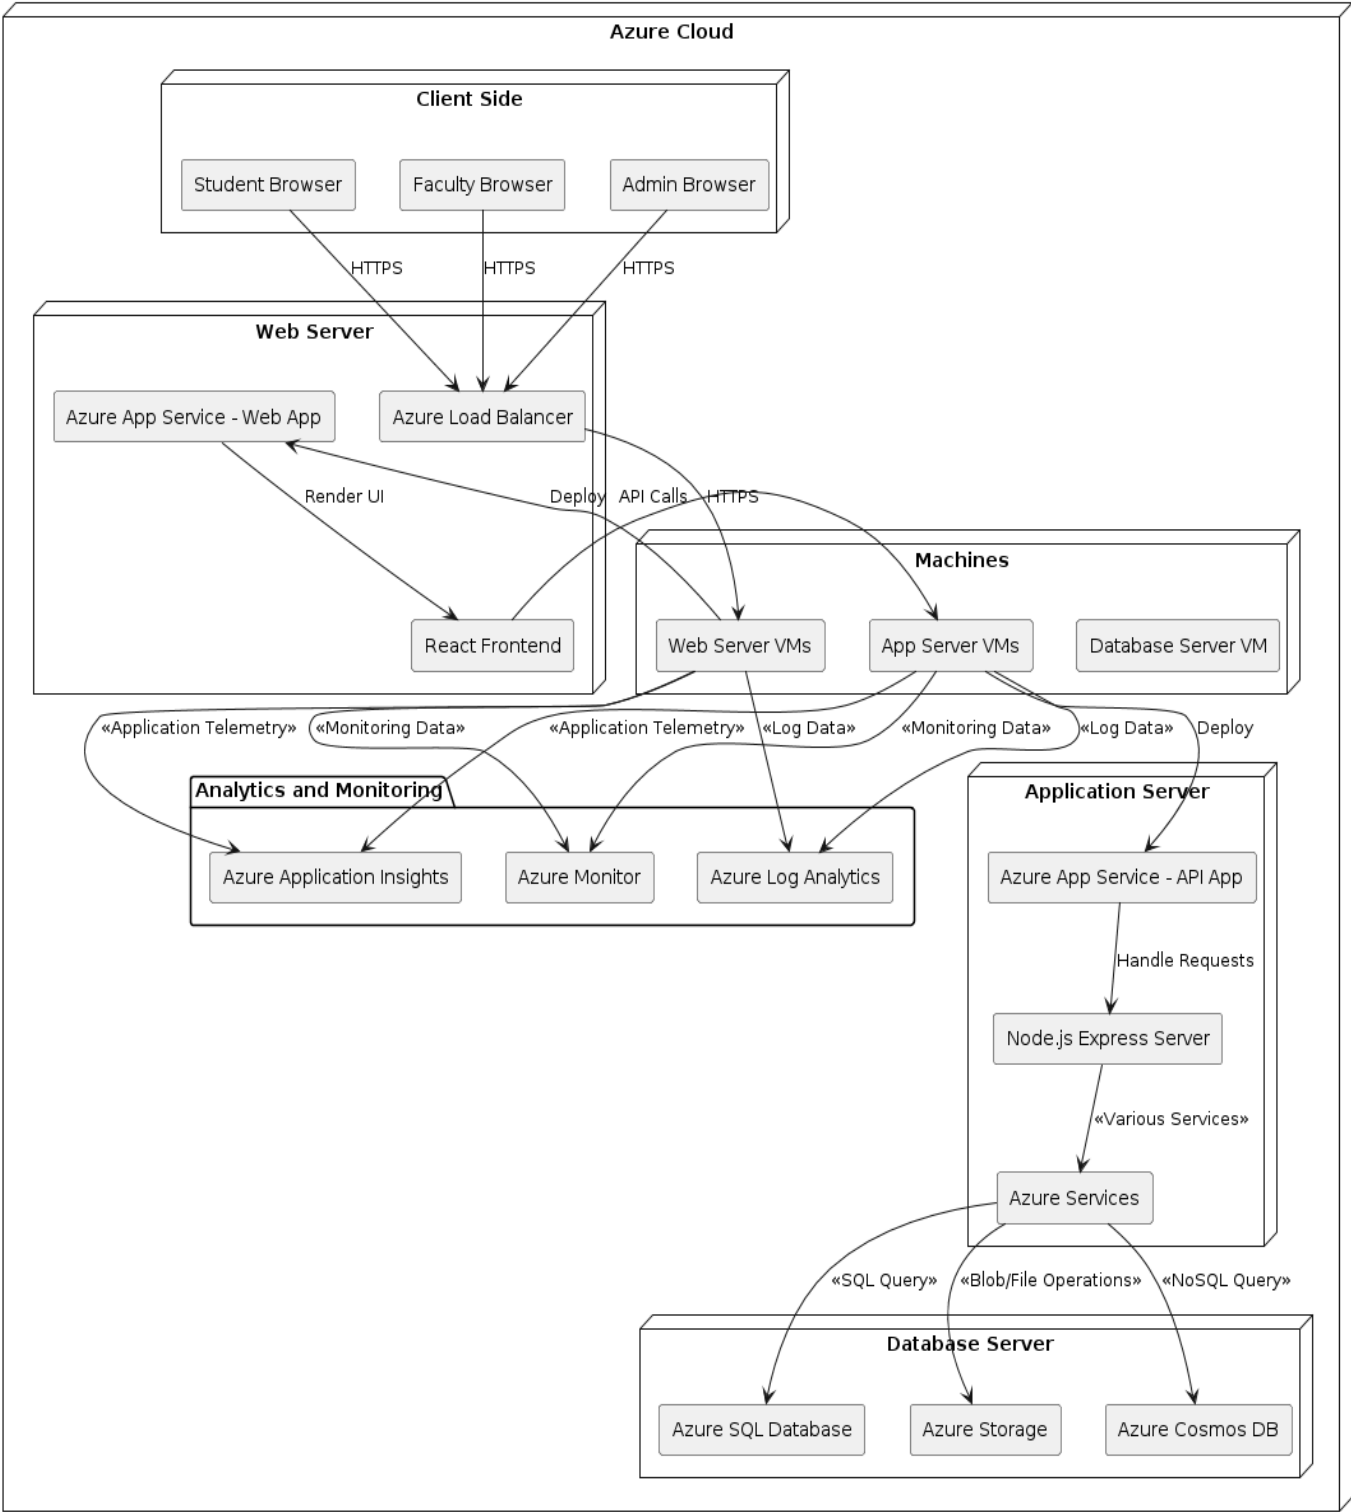 Azure Cloud
Client Side
Student Browser
Faculty Browser
Admin Browser
HTTPS
HTTPS
HTTPS
Web Server
Azure App Service - Web App
Azure Load Balancer
Render UI
Deploy
API Calls
HTTPS
Machines
React Frontend
Web Server VMs
App Server VMs
Database Server VM
«Application Telemetry»
«Monitoring Data»
«Application Telemetry»
«Log Data»
«Monitoring Data»
«Log Data»
Deploy
Analytics and Monitoring
Application Server
Azure Application Insights
Azure Monitor
Azure Log Analytics
Azure App Service - API App
Handle Requests
Node.js Express Server
«Various Services»
Azure Services
«SQL Query»
«Blob/File Operations»
«NoSQL Query»
Database Server
Azure SQL Database
Azure Storage
Azure Cosmos DB